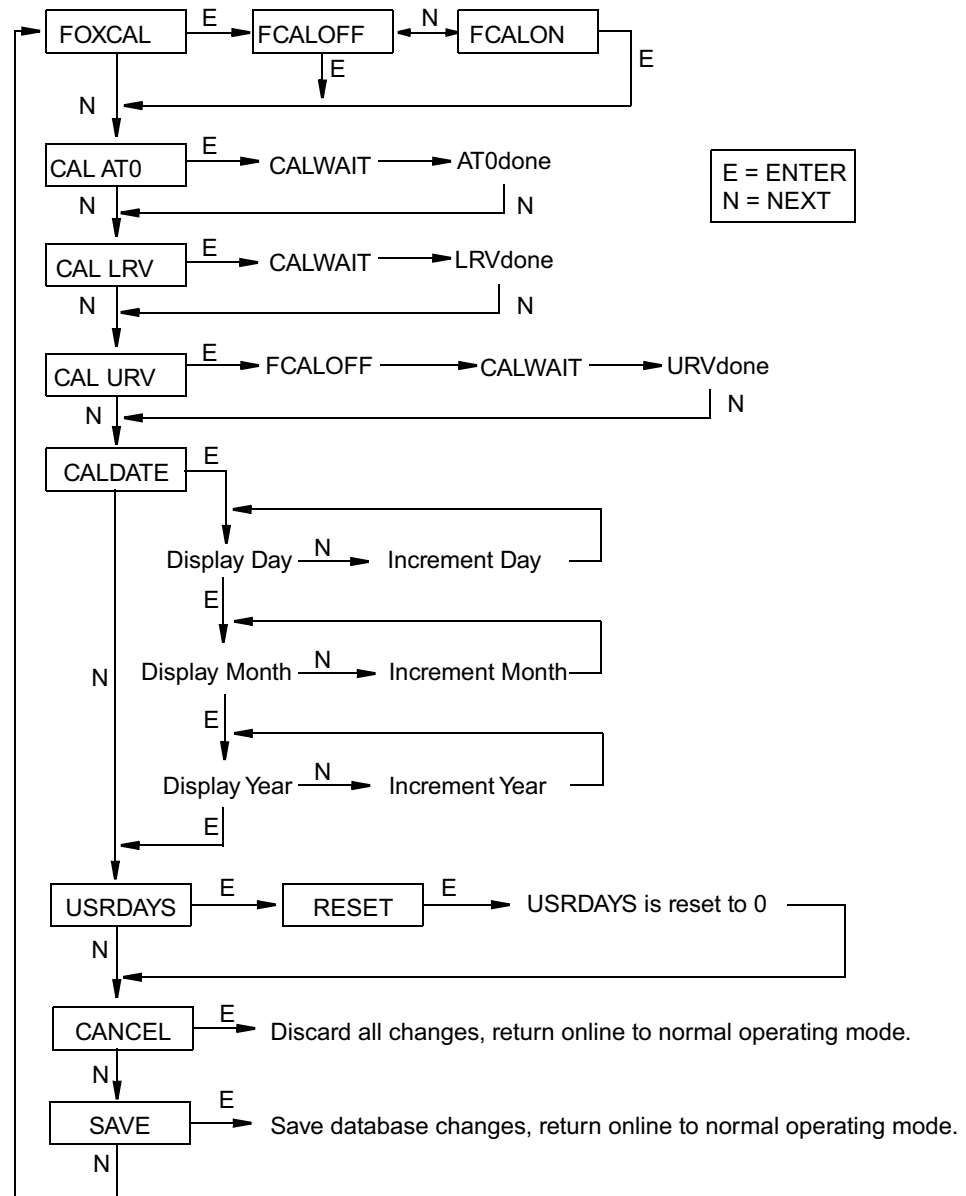 E N
FOXCAL FCALOFF FCALON
E E
N
E
CAL AT0 CALWAIT AT0done
E = ENTER
N = NEXT
N N
E
CAL LRV CALWAIT LRVdone
N N
E
CAL URV FCALOFF CALWAIT URVdone
N N
E
CALDATE
Display Day N Increment Day
E
Display Month N Increment Month
N
E
Display Year N Increment Year
E
E E
USRDAYS RESET USRDAYS is reset to 0
N
E
CANCEL Discard all changes, return online to normal operating mode.
N
E
SAVE Save database changes, return online to normal operating mode.
N